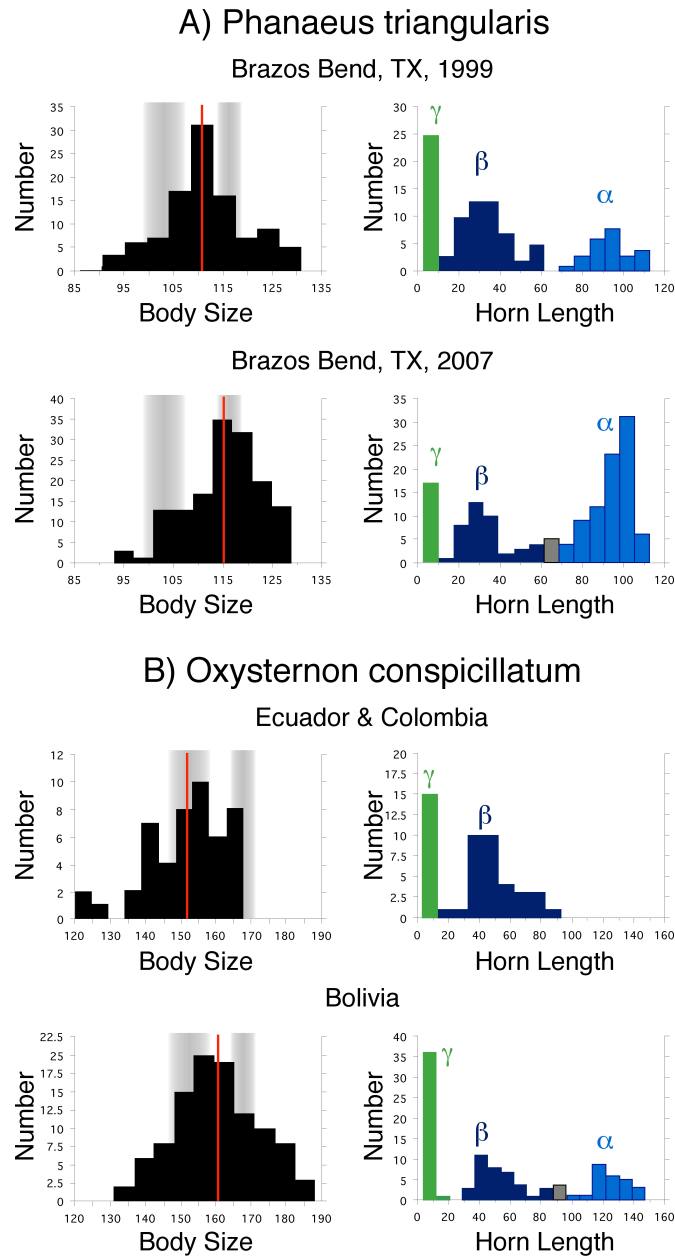 A) Phanaeus triangularis
Brazos Bend, TX, 1999
Number
35
30
25
20
15
10
5
0
85 95 105 115 125 135
Body Size
Number
30
25
20
15
10
5
0
γ
β
α
0 20 40 60 80 100 120
Horn Length
Brazos Bend, TX, 2007
Number
40
35
30
25
20
15
10
5
0
85 95 105 115 125 135
Body Size
Number
35
30
25
20
15
10
5
0
γ
β
α
0 20 40 60 80 100 120
Horn Length
B) Oxysternon conspicillatum
Ecuador & Colombia
Number
12
10
8
6
4
2
0
120 130 140 150 160 170 180 190
Body Size
Number
20
17.5
15
12.5
10
7.5
5
2.5
0
γ
β
0 20 40 60 80 100 120 140 160
Horn Length
Bolivia
Number
22.5
25
17.5
15
12.5
10
7.5
5
2.5
0
120 130 140 150 160 170 180 190
Body Size
Number
40
35
30
25
20
15
10
5
0
γ
β
α
0 20 40 60 80 100 120 140 160
Horn Length